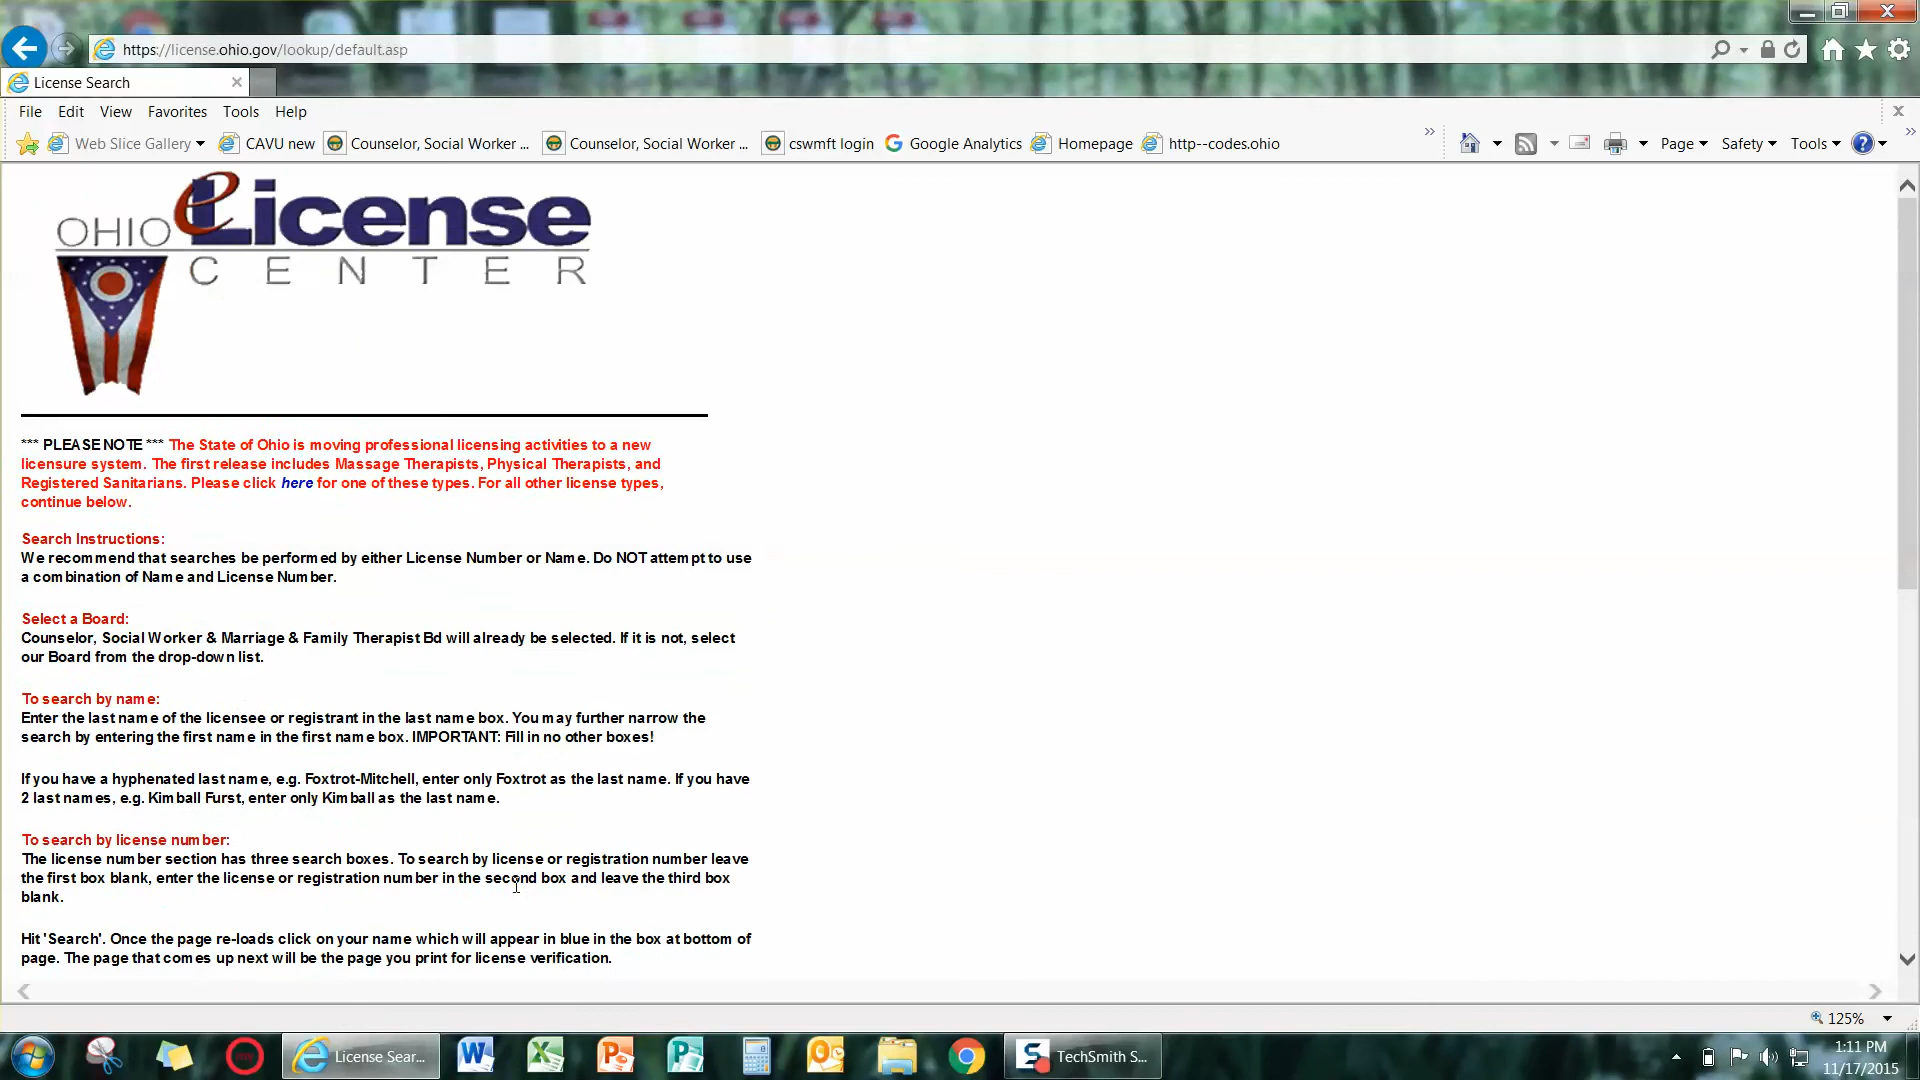 https://license.ohio.gov/lookup/default.asp
License Search
File Edit View Favorites Tools Help
Web Slice Gallery CAVU new Counselor, Social Worker ... Counselor, Social Worker ... cswmft login Google Analytics Homepage http--codes.ohio Page Safety Tools
OHIO eLicense
CENTER
*** PLEASE NOTE *** The State of Ohio is moving professional licensing activities to a new
licensure system. The first release includes Massage Therapists, Physical Therapists, and
Registered Sanitarians. Please click here for one of these types. For all other license types,
continue below.
Search Instructions:
We recommend that searches be performed by either License Number or Name. Do NOT attempt to use
a combination of Name and License Number.
Select a Board:
Counselor, Social Worker & Marriage & Family Therapist Bd will already be selected. If it is not, select
our Board from the drop-down list.
To search by name:
Enter the last name of the licensee or registrant in the last name box. You may further narrow the
search by entering the first name in the first name box. IMPORTANT: Fill in no other boxes!
If you have a hyphenated last name, e.g. Foxtrot-Mitchell, enter only Foxtrot as the last name. If you have
2 last names, e.g. Kimball Furst, enter only Kimball as the last name.
To search by license number:
The license number section has three search boxes. To search by license or registration number leave
the first box blank, enter the license or registration number in the second box and leave the third box
blank.
Hit 'Search'. Once the page re-loads click on your name which will appear in blue in the box at bottom of
page. The page that comes up next will be the page you print for license verification.
125%
License Sear...
TechSmith S...
1:11 PM
11/17/2015